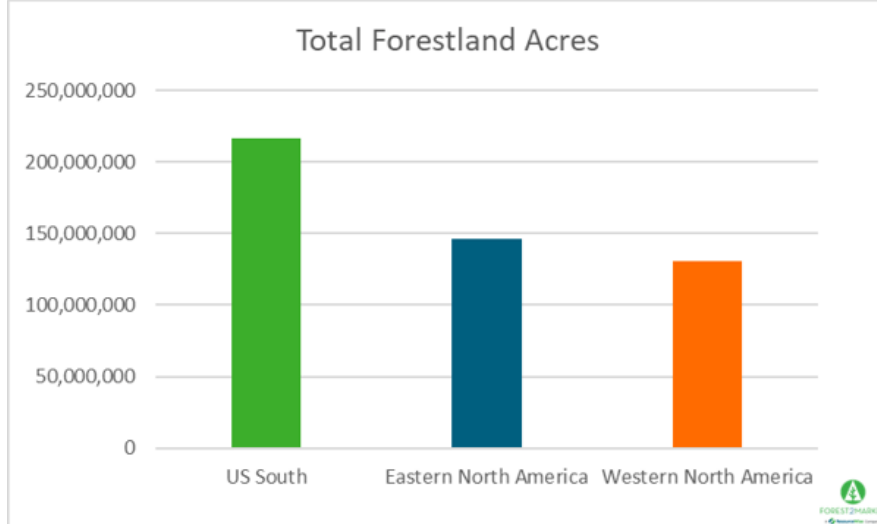 Total Forestland Acres
250,000,000
200,000,000
150,000,000
100,000,000
50,000,000
0
US South
Eastern North America
Western North America
FOREST2MARK